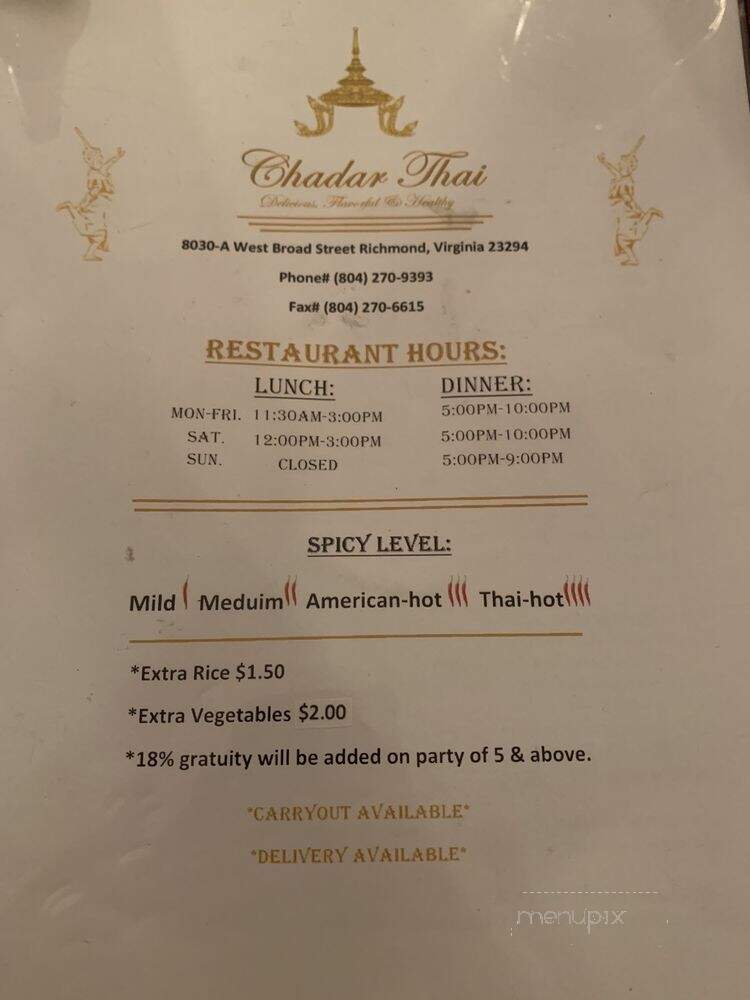 Chadar Thai
Delicious, Flavorful & Healthy
8030-A West Broad Street Richmond, Virginia 23294
Phone# (804) 270-9393
Fax# (804) 270-6615
RESTAURANT HOURS:
LUNCH: DINNER:
MON-FRI. 11:30AM-3:00PM 5:00PM-10:00PM
SAT. 12:00PM-3:00PM 5:00PM-10:00PM
SUN. CLOSED 5:00PM-9:00PM
SPICY LEVEL:
Mild Meduim American-hot Thai-hot
*Extra Rice $1.50
*Extra Vegetables $2.00
*18% gratuity will be added on party of 5 & above.
*CARRYOUT AVAILABLE*
*DELIVERY AVAILABLE*
menupix